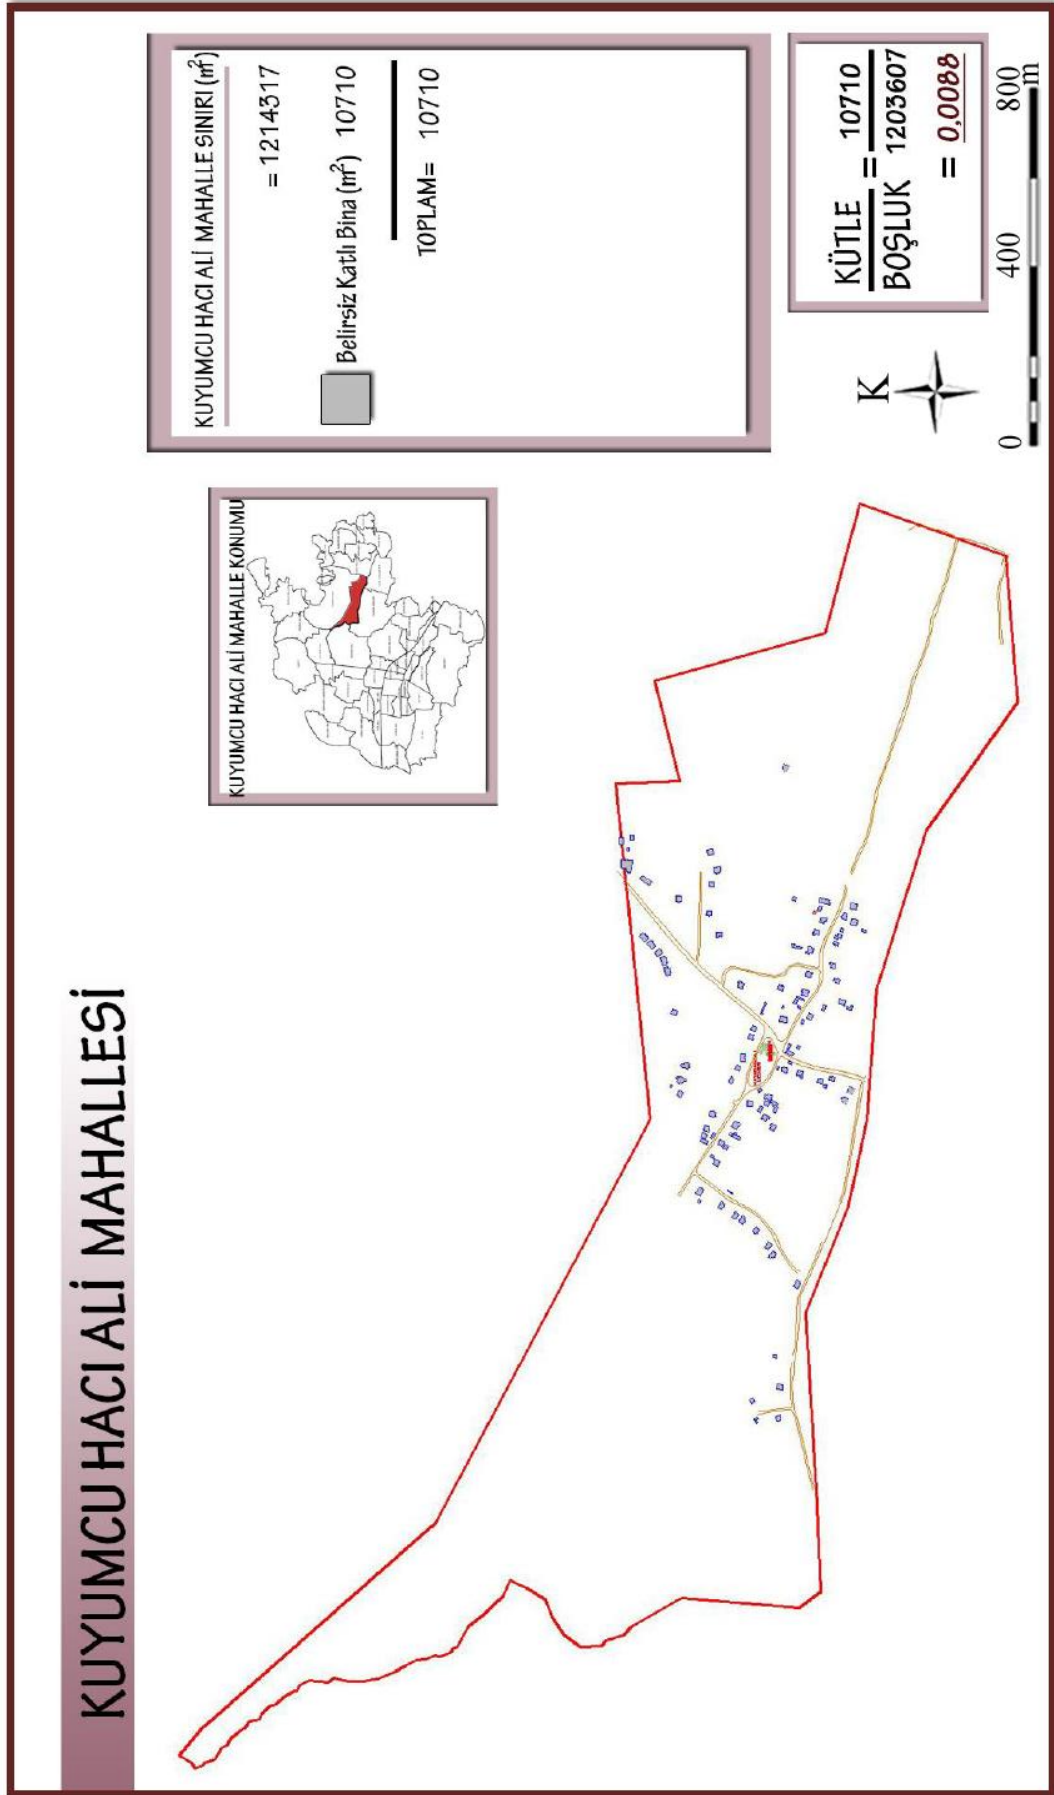 KUYUMCU HACI ALİ MAHALLESİ
KUYUMCU HACI ALİ MAHALLE KONUMU
KUYUMCU HACI ALİ MAHALLE SINIRI (m²)
= 1214317
Belirsiz Katlı Bina (m²) 10710
TOPLAM= 10710
KÜTLE = 10710
BOŞLUK 1203607
= 0,0088
K
0 400 800
m